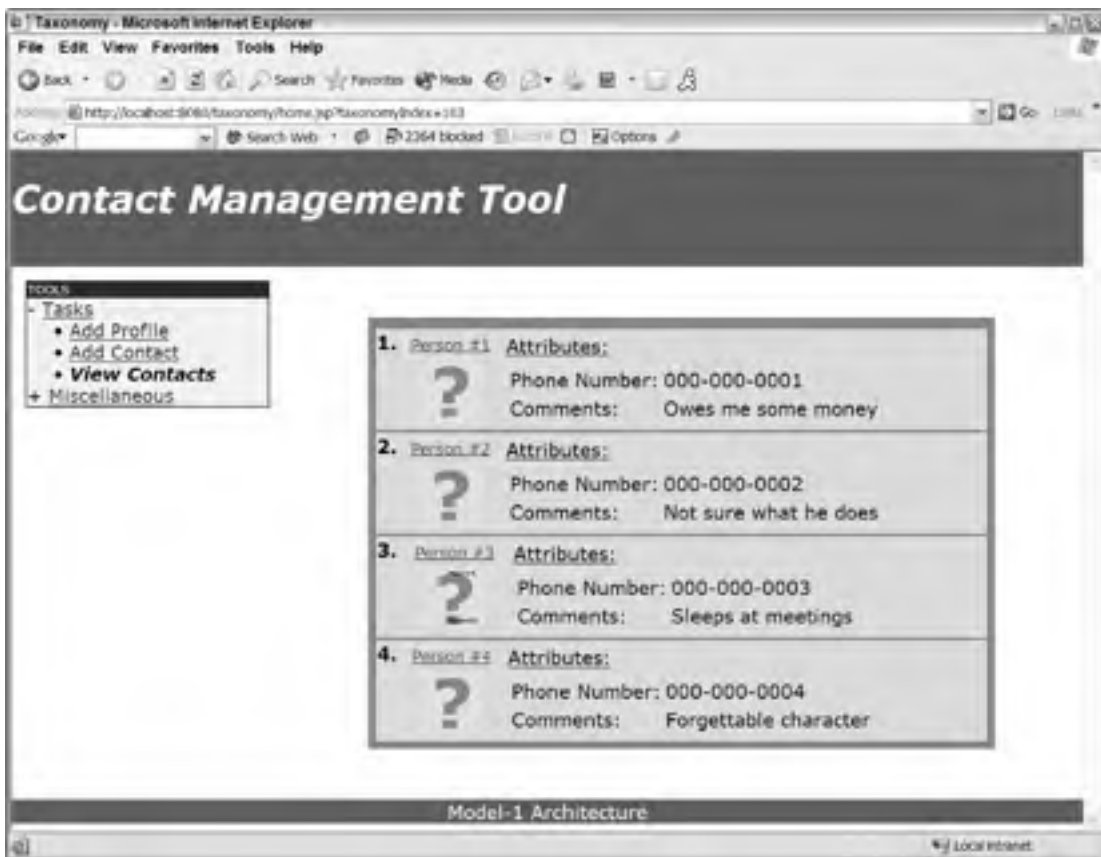 Taxonomy - Microsoft Internet Explorer
File Edit View Favorites Tools Help
Back Search Favorites Media
http://localhost:8080/taxonomy/home.jsp?taxonomyIndex=163 Go
Google Search Web 2364 blocked Options
Contact Management Tool
TOOLS
- Tasks
• Add Profile
• Add Contact
• View Contacts
+ Miscellaneous
1. Person #1 Attributes:
?
Phone Number: 000-000-0001
Comments: Owes me some money
2. Person #2 Attributes:
?
Phone Number: 000-000-0002
Comments: Not sure what he does
3. Person #3 Attributes:
?
Phone Number: 000-000-0003
Comments: Sleeps at meetings
4. Person #4 Attributes:
?
Phone Number: 000-000-0004
Comments: Forgettable character
Model-1 Architecture
Local intranet